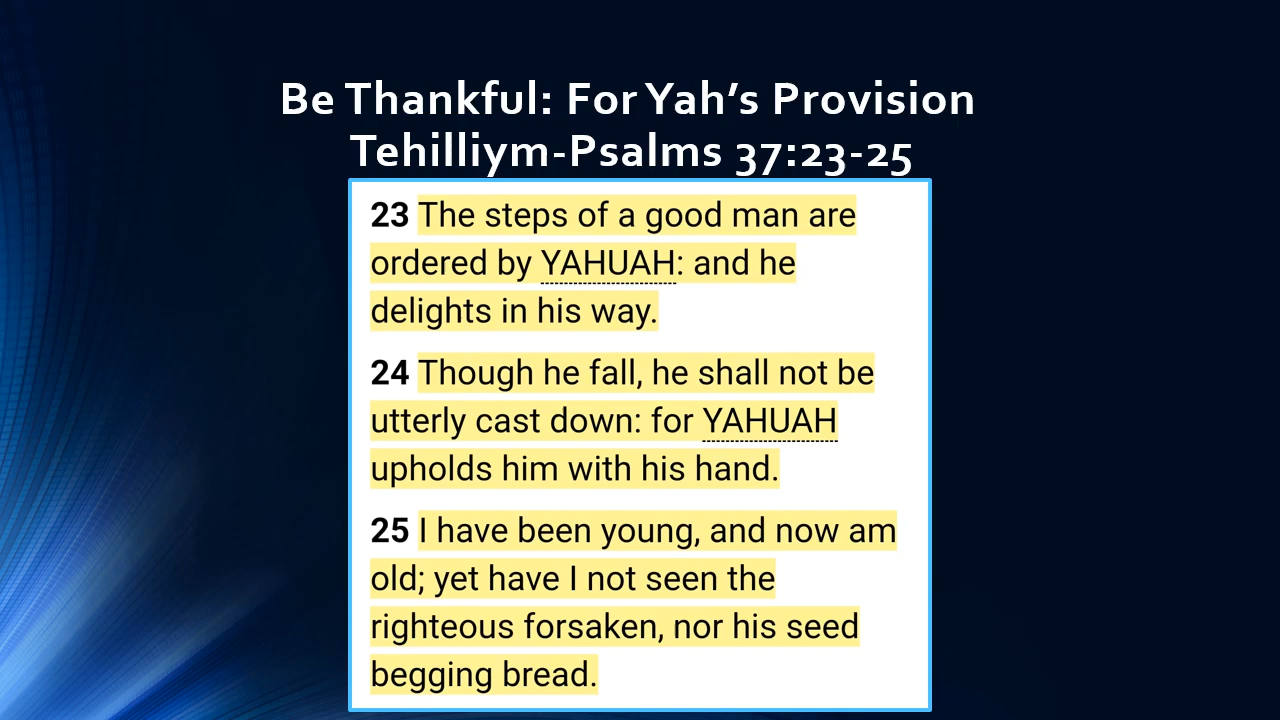 Be Thankful: For Yah’s Provision
Tehilliym-Psalms 37:23-25
23 The steps of a good man are
ordered by YAHUAH: and he
delights in his way.
24 Though he fall, he shall not be
utterly cast down: for YAHUAH
upholds him with his hand.
25 I have been young, and now am
old; yet have I not seen the
righteous forsaken, nor his seed
begging bread.